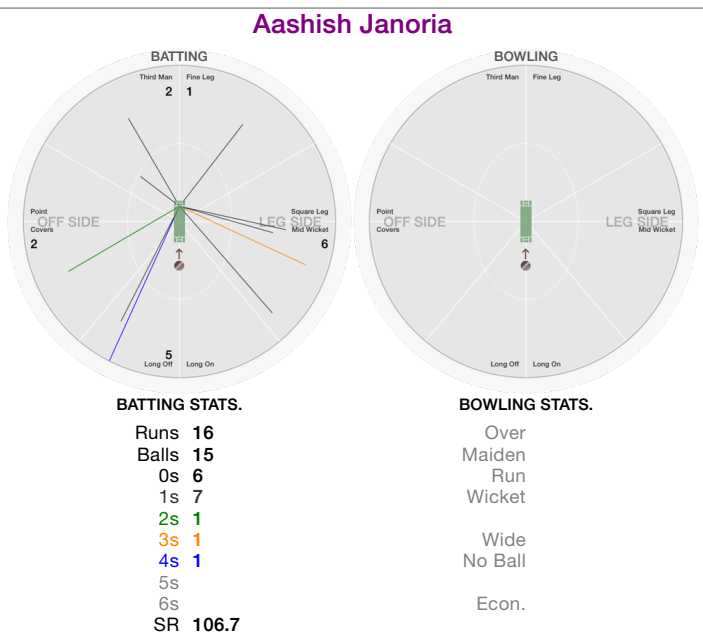 Aashish Janoria
BATTING
Third Man Fine Leg
2 1
Point
OFF SIDE
Covers
2
Square Leg
LEG SIDE
Mid Wicket
6
5
Long Off Long On
BOWLING
Third Man Fine Leg
Point
OFF SIDE
Covers
Square Leg
LEG SIDE
Mid Wicket
Long Off Long On
BATTING STATS.
Runs 16
Balls 15
0s 6
1s 7
2s 1
3s 1
4s 1
5s
6s
SR 106.7
BOWLING STATS.
Over
Maiden
Run
Wicket
Wide
No Ball
Econ.